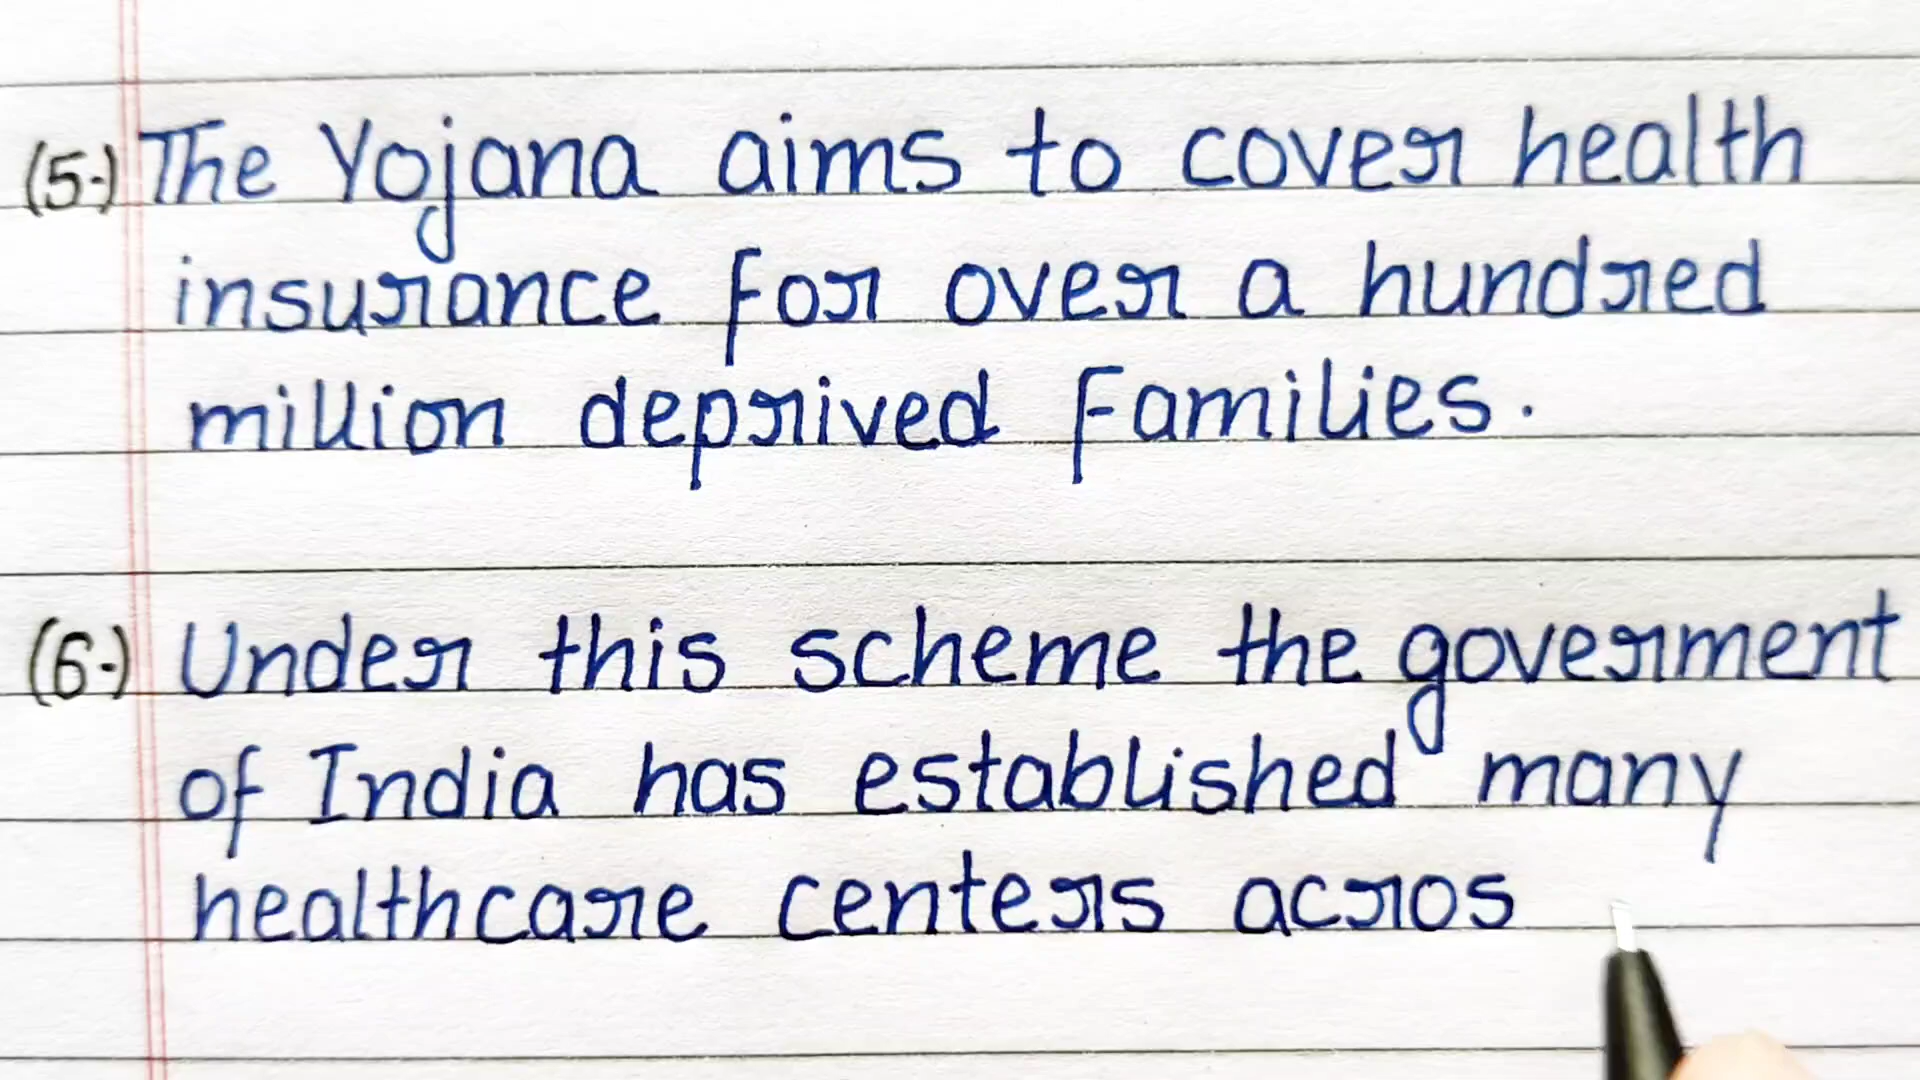 (5.) The Yojana aims to cover health
insurance for over a hundred
million deprived families.
(6.) Under this scheme the goverment
of India has established many
healthcare centers acros